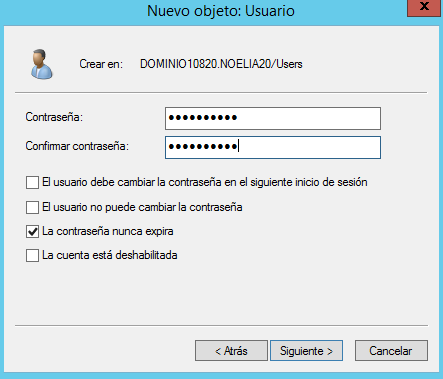 Nuevo objeto: Usuario
x
Crear en: DOMINIO10820.NOELIA20/Users
Contraseña: ●●●●●●●●●●
Confirmar contraseña: ●●●●●●●●●●
El usuario debe cambiar la contraseña en el siguiente inicio de sesión
El usuario no puede cambiar la contraseña
La contraseña nunca expira
La cuenta está deshabilitada
< Atrás Siguiente > Cancelar